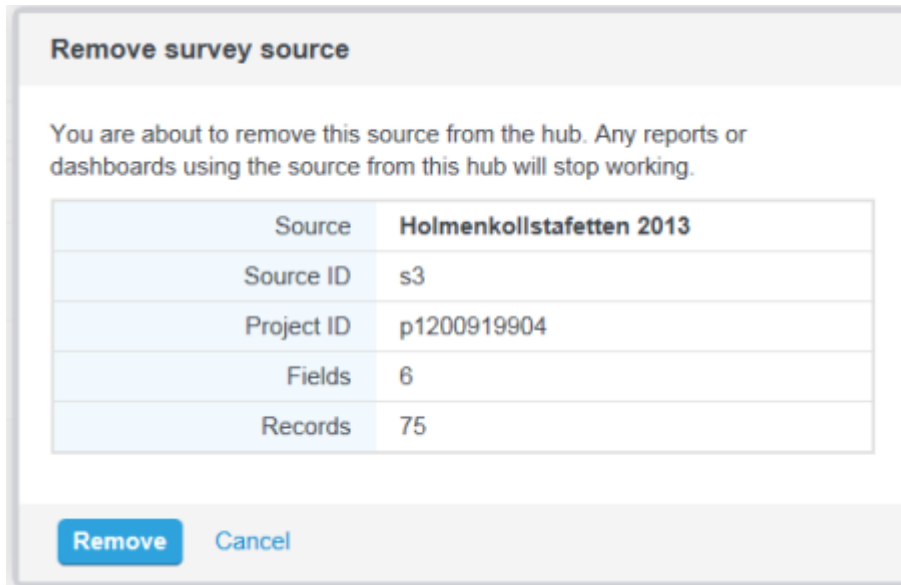 Remove survey source
You are about to remove this source from the hub. Any reports or
dashboards using the source from this hub will stop working.
Source Holmenkollstafetten 2013
Source ID s3
Project ID p1200919904
Fields 6
Records 75
Remove Cancel